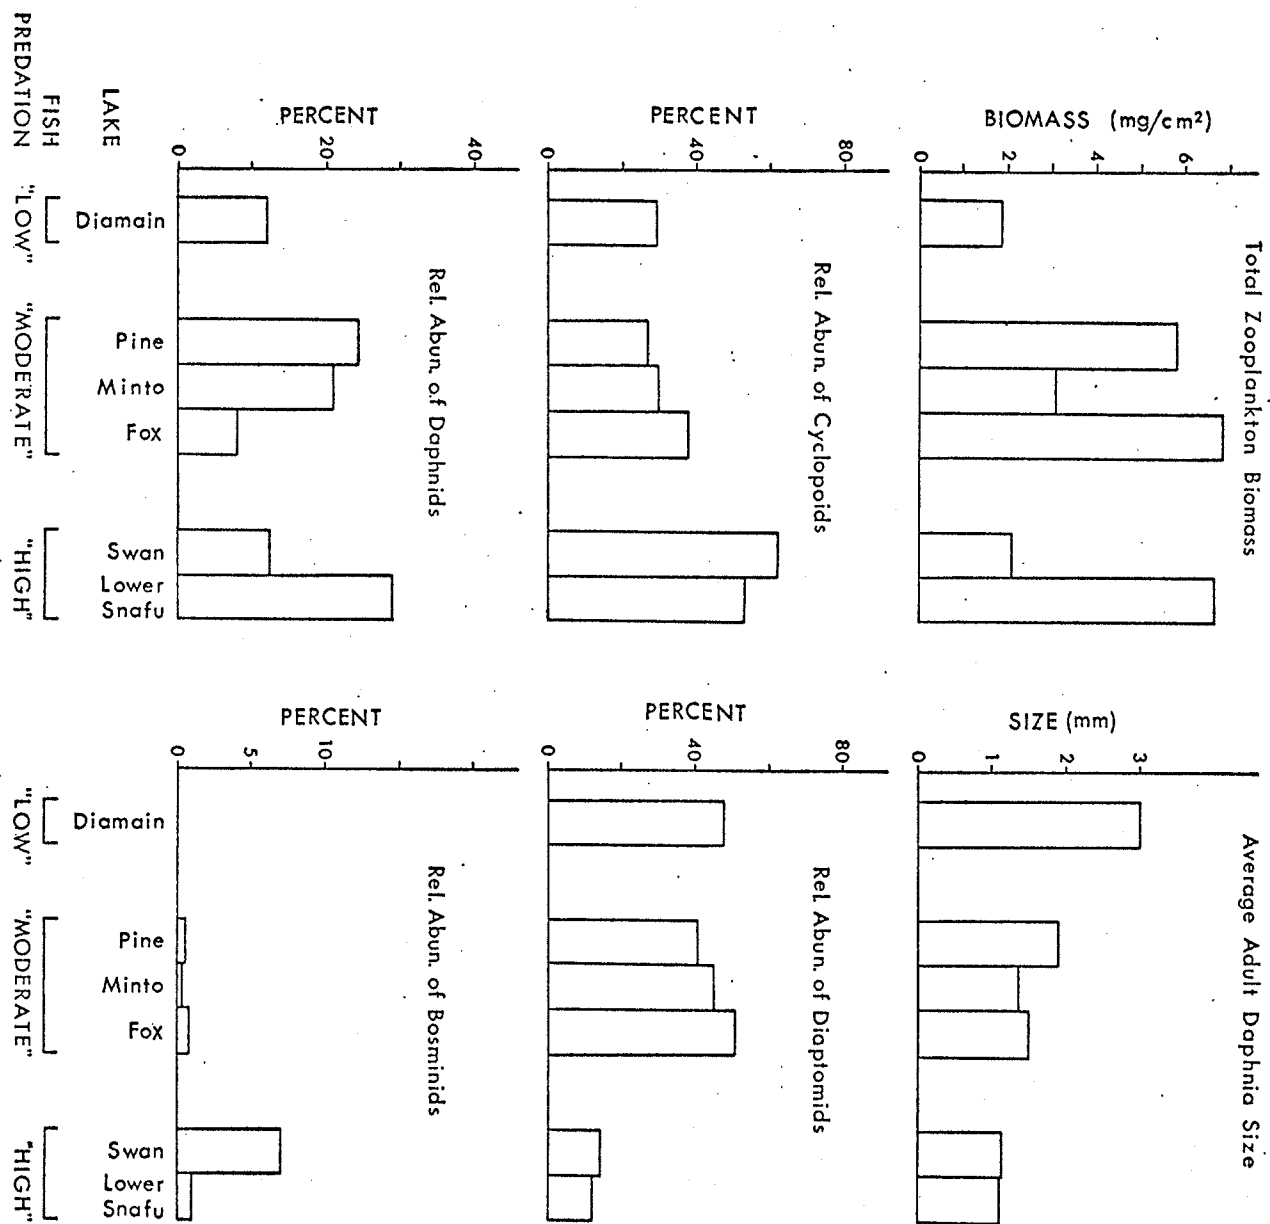 Total Zooplankton Biomass
BIOMASS (mg/cm²)
0 2 4 6
Rel. Abun. of Cyclopoids
PERCENT
0 40 80
Rel. Abun. of Daphnids
PERCENT
0 20 40
LAKE
Diamain
Pine
Minto
Fox
Swan
Lower
Snafu
FISH
PREDATION
"LOW"
"MODERATE"
"HIGH"
Average Adult Daphnia Size
SIZE (mm)
0 1 2 3
Rel. Abun. of Diaptomids
PERCENT
0 40 80
Rel. Abun. of Bosminids
PERCENT
0 5 10
Diamain
Pine
Minto
Fox
Swan
Lower
Snafu
"LOW"
"MODERATE"
"HIGH"